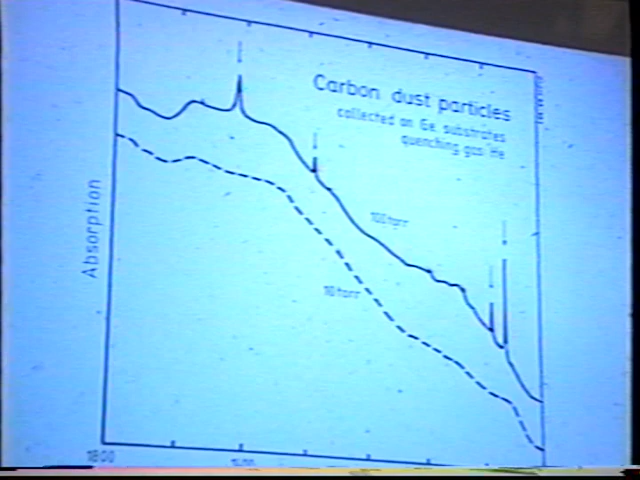 Carbon dust particles
collected on Ge substrates
quenching gas He
Absorption
100 torr
10 torr
1800